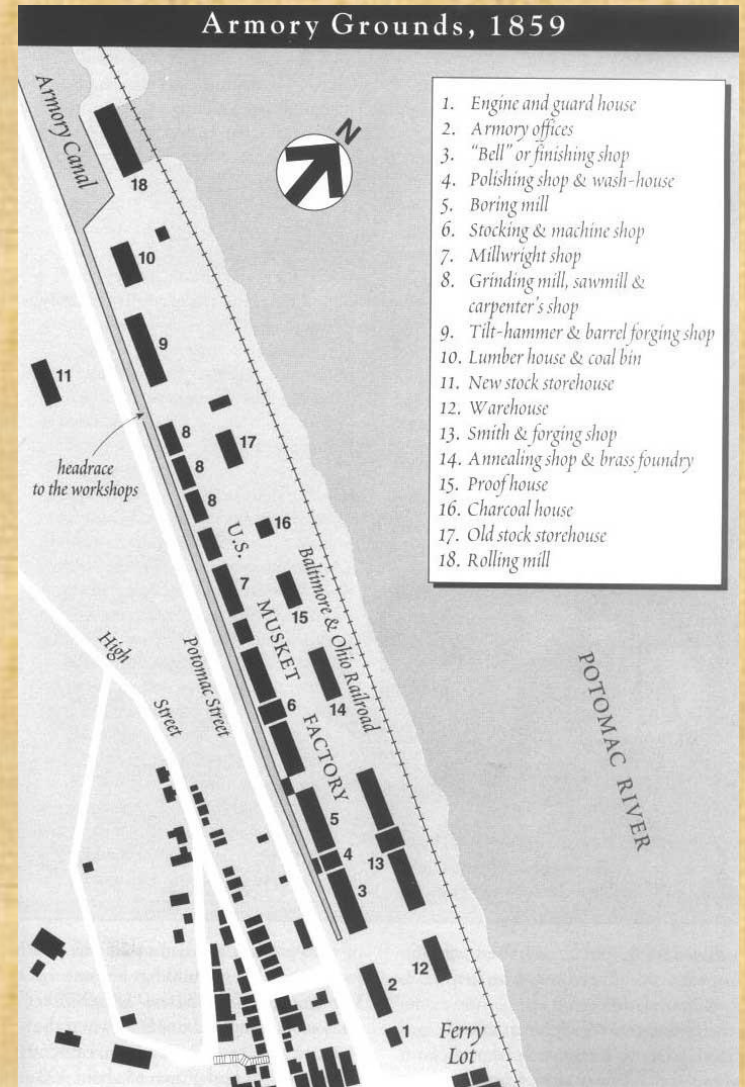 Armory Grounds, 1859
N
1. Engine and guard house
2. Armory offices
3. "Bell" or finishing shop
4. Polishing shop & wash-house
5. Boring mill
6. Stocking & machine shop
7. Millwright shop
8. Grinding mill, sawmill &
carpenter's shop
9. Tilt-hammer & barrel forging shop
10. Lumber house & coal bin
11. New stock storehouse
12. Warehouse
13. Smith & forging shop
14. Annealing shop & brass foundry
15. Proof house
16. Charcoal house
17. Old stock storehouse
18. Rolling mill
Armory Canal
18
10
9
11
headrace
to the workshops
8
8
8
17
16
U.S.
MUSKET
FACTORY
Baltimore & Ohio Railroad
7
15
14
6
High
Street
Potomac Street
POTOMAC RIVER
5
4
3
13
12
2
1
Ferry
Lot